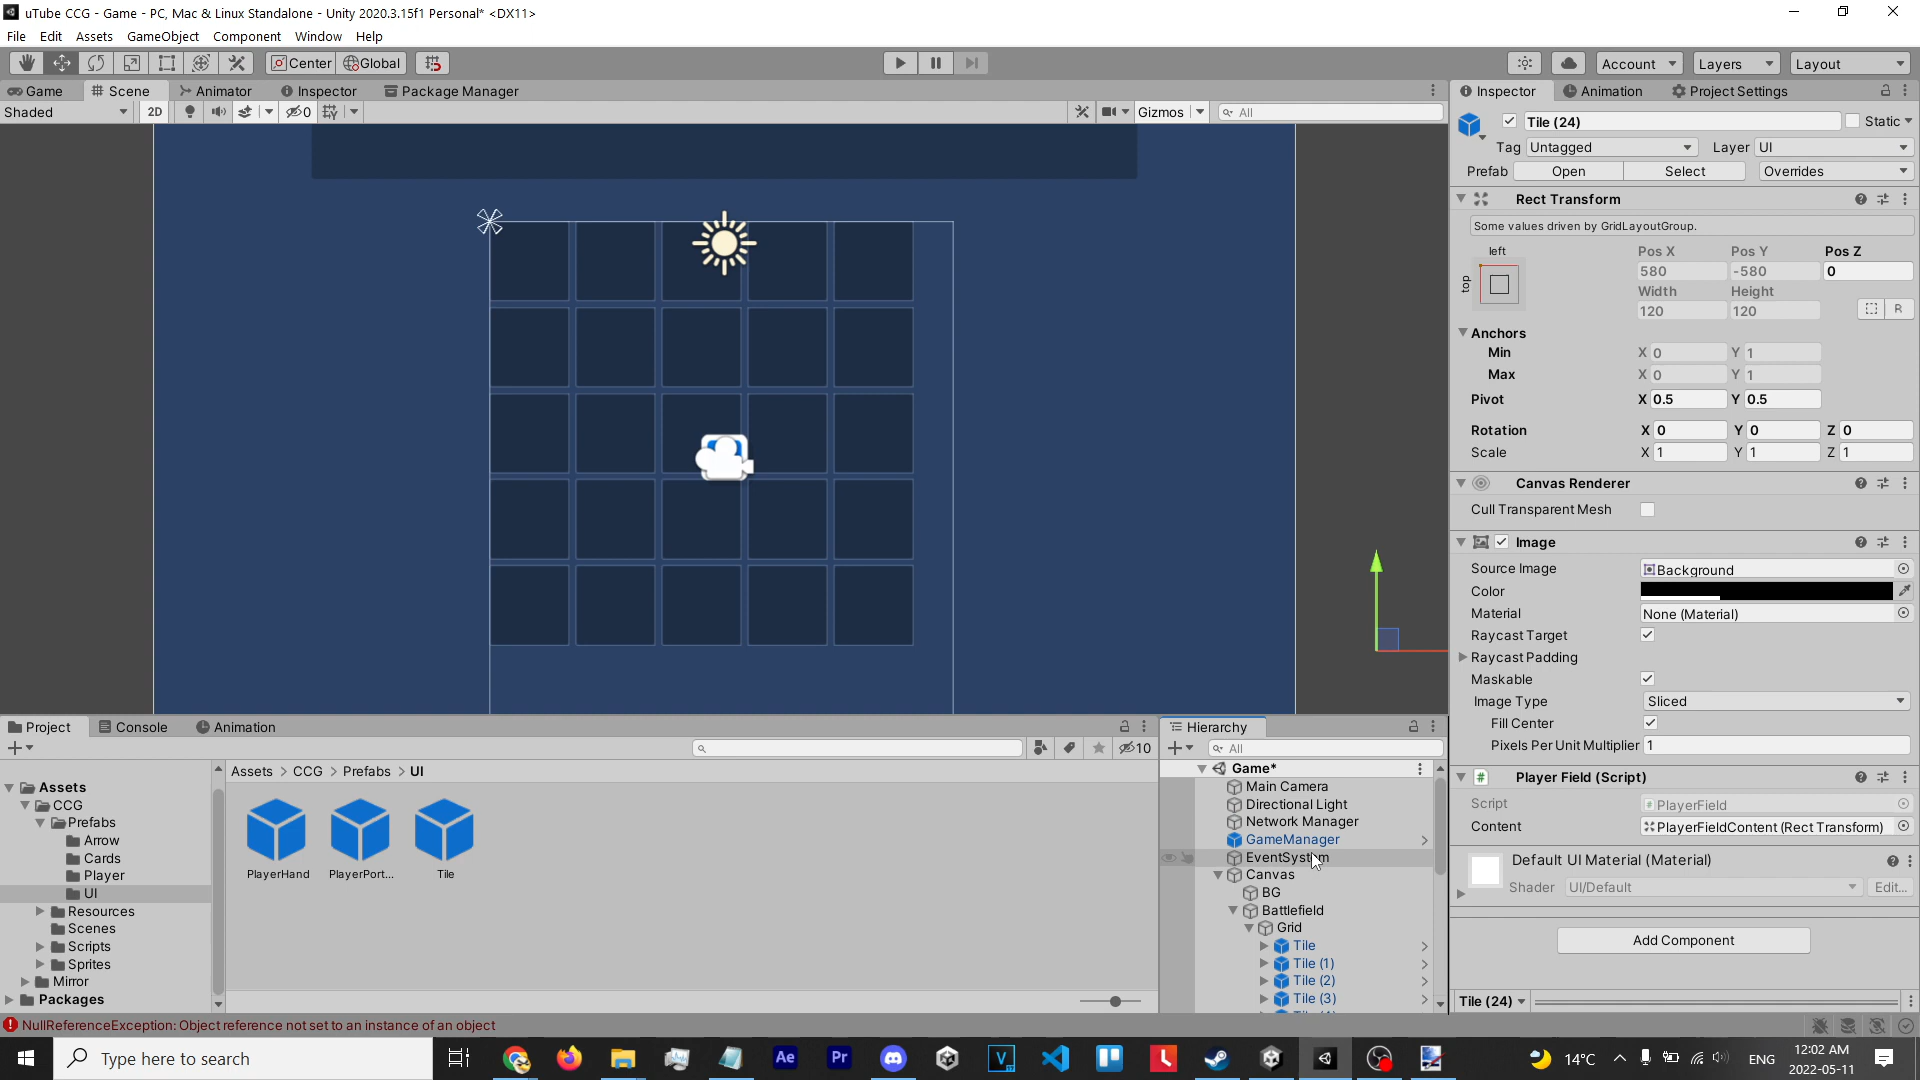 uTube CCG - Game - PC, Mac & Linux Standalone - Unity 2020.3.15f1 Personal* <DX11>
File Edit Assets GameObject Component Window Help
Center Global Account Layers Layout
Game Scene Animator Inspector Package Manager
Inspector Animation Project Settings
Shaded 2D 0 Gizmos All
Tile (24) Static
Tag Untagged Layer UI
Prefab Open Select Overrides
Rect Transform
Some values driven by GridLayoutGroup.
left Pos X Pos Y Pos Z
top 580 -580 0
Width Height
120 120 R
Anchors
Min X 0 Y 1
Max X 0 Y 1
Pivot X 0.5 Y 0.5
Rotation X 0 Y 0 Z 0
Scale X 1 Y 1 Z 1
Canvas Renderer
Cull Transparent Mesh
Image
Source Image Background
Color
Material None (Material)
Raycast Target
Raycast Padding
Maskable
Image Type Sliced
Fill Center
Pixels Per Unit Multiplier 1
Player Field (Script)
Script # PlayerField
Content PlayerFieldContent (Rect Transform)
Default UI Material (Material)
Shader UI/Default Edit...
Add Component
Tile (24)
Project Console Animation
10
Assets > CCG > Prefabs > UI
Assets
CCG
Prefabs
Arrow
Cards
Player
UI
Resources
Scenes
Scripts
Sprites
Mirror
Packages
PlayerHand PlayerPort... Tile
Hierarchy
All
Game*
Main Camera
Directional Light
Network Manager
GameManager
EventSystem
Canvas
BG
Battlefield
Grid
Tile
Tile (1)
Tile (2)
Tile (3)
NullReferenceException: Object reference not set to an instance of an object
Type here to search
Ae Pr V
14°C ENG 12:02 AM
2022-05-11